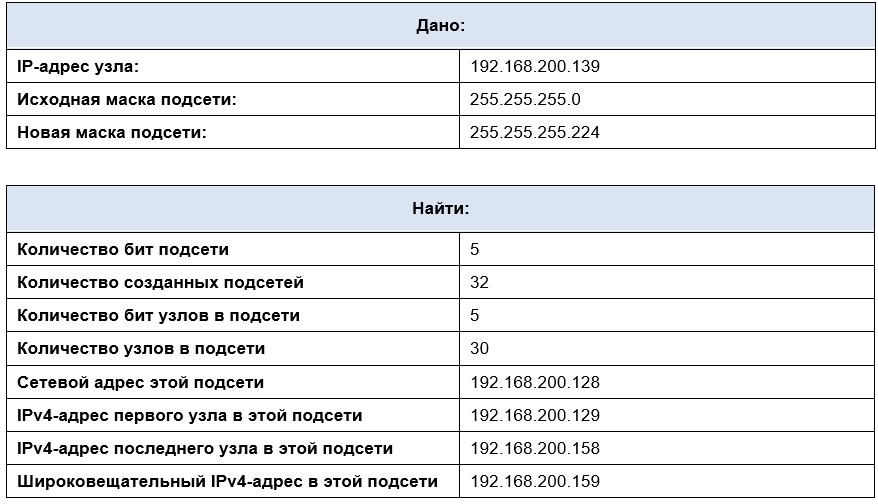 Дано:
IP-адрес узла: 192.168.200.139
Исходная маска подсети: 255.255.255.0
Новая маска подсети: 255.255.255.224
Найти:
Количество бит подсети 5
Количество созданных подсетей 32
Количество бит узлов в подсети 5
Количество узлов в подсети 30
Сетевой адрес этой подсети 192.168.200.128
IPv4-адрес первого узла в этой подсети 192.168.200.129
IPv4-адрес последнего узла в этой подсети 192.168.200.158
Широковещательный IPv4-адрес в этой подсети 192.168.200.159